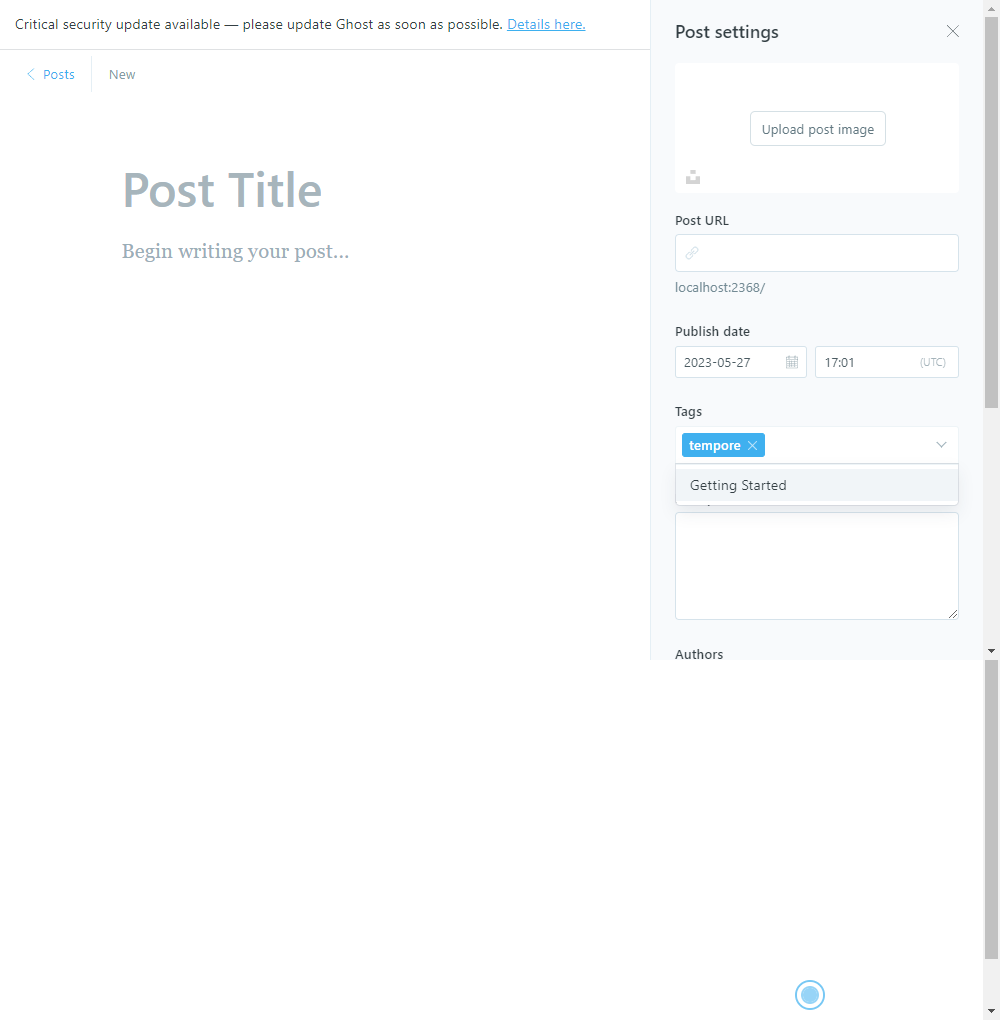 Critical security update available — please update Ghost as soon as possible. Details here.
Posts
New
Post Title
Begin writing your post...
Post settings
Upload post image
Post URL
localhost:2368/
Publish date
2023-05-27
17:01
(UTC)
Tags
tempore
Getting Started
Authors